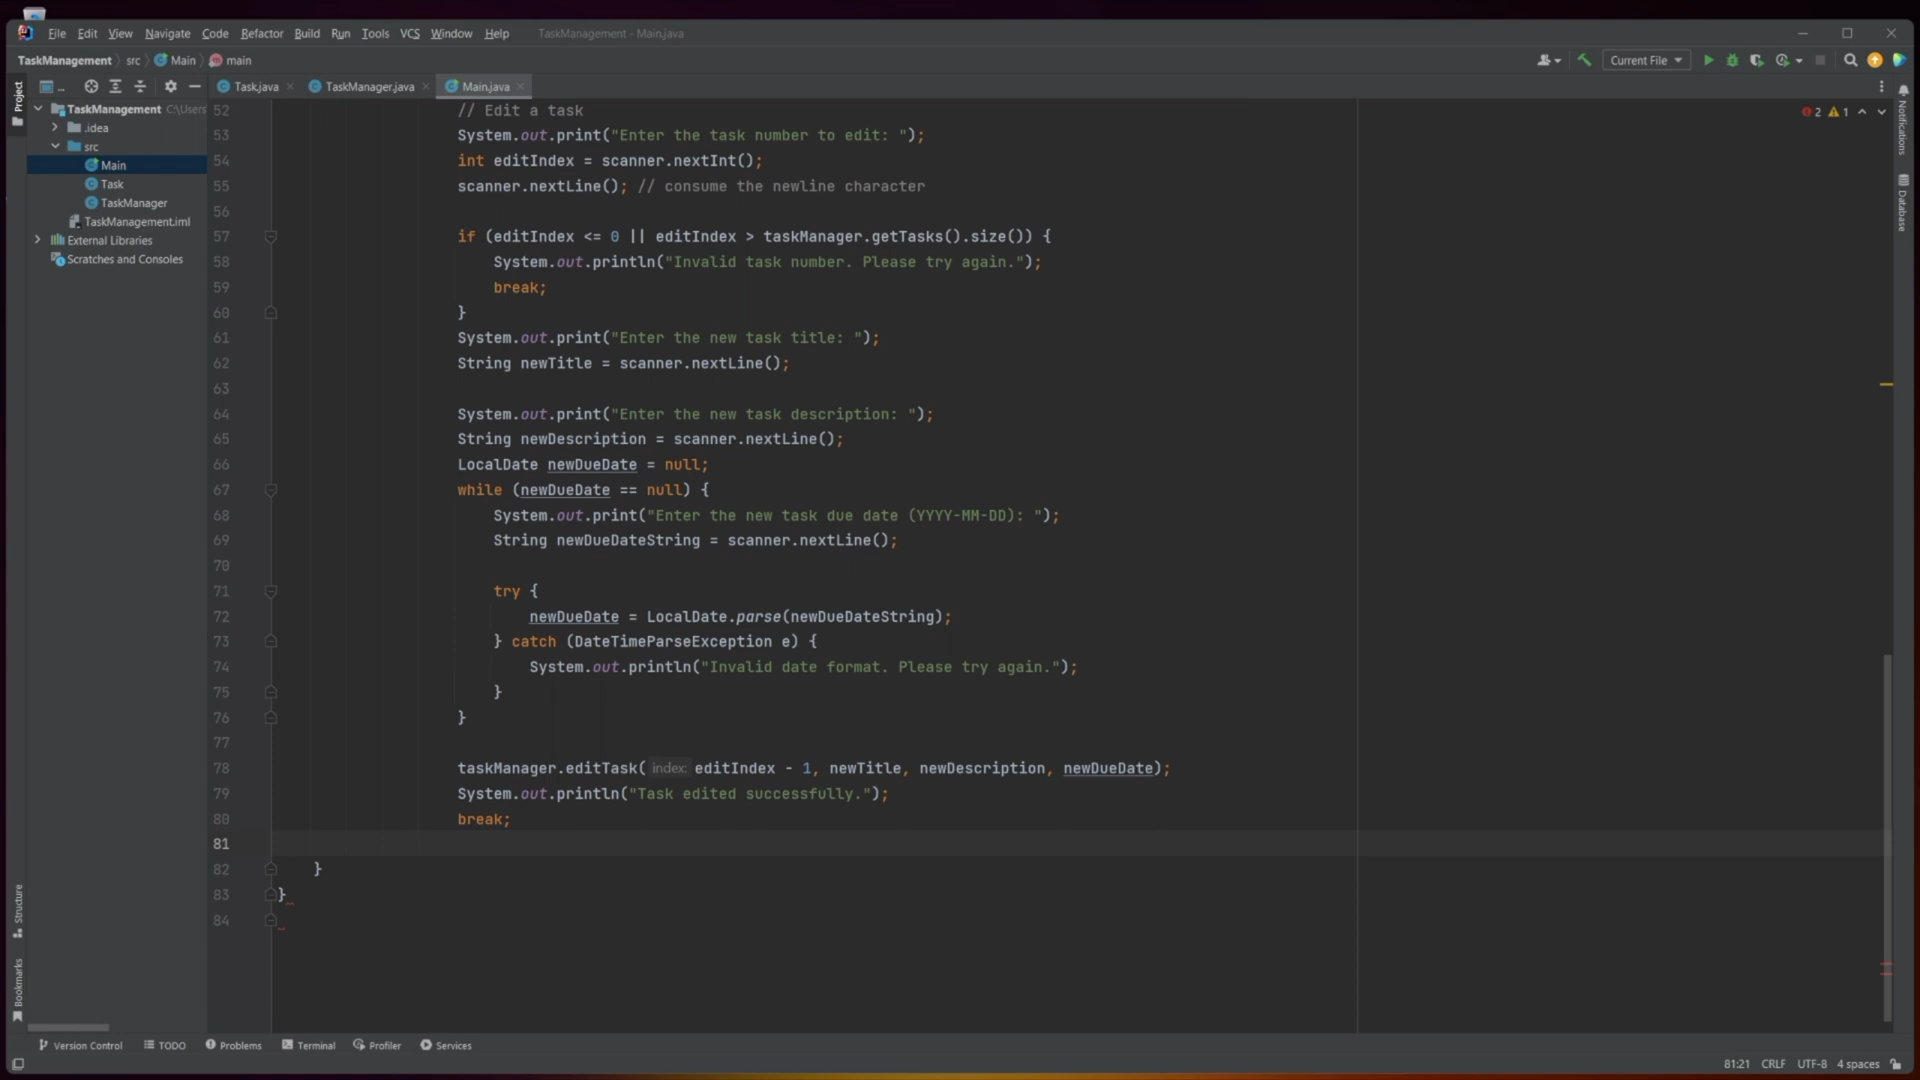 File Edit View Navigate Code Refactor Build Run Tools VCS Window Help TaskManagement - Main.java
TaskManagement src Main main
Current File
Project
Task.java TaskManager.java Main.java
TaskManagement C:\Users
.idea
src
Main
Task
TaskManager
TaskManagement.iml
External Libraries
Scratches and Consoles
2 1
52 // Edit a task
53 System.out.print("Enter the task number to edit: ");
54 int editIndex = scanner.nextInt();
55 scanner.nextLine(); // consume the newline character
56
57 if (editIndex <= 0 || editIndex > taskManager.getTasks().size()) {
58 System.out.println("Invalid task number. Please try again.");
59 break;
60 }
61 System.out.print("Enter the new task title: ");
62 String newTitle = scanner.nextLine();
63
64 System.out.print("Enter the new task description: ");
65 String newDescription = scanner.nextLine();
66 LocalDate newDueDate = null;
67 while (newDueDate == null) {
68 System.out.print("Enter the new task due date (YYYY-MM-DD): ");
69 String newDueDateString = scanner.nextLine();
70
71 try {
72 newDueDate = LocalDate.parse(newDueDateString);
73 } catch (DateTimeParseException e) {
74 System.out.println("Invalid date format. Please try again.");
75 }
76 }
77
78 taskManager.editTask( index: editIndex - 1, newTitle, newDescription, newDueDate);
79 System.out.println("Task edited successfully.");
80 break;
81
82 }
83 }
84
Notifications
Database
Structure
Bookmarks
Version Control TODO Problems Terminal Profiler Services
81:21 CRLF UTF-8 4 spaces